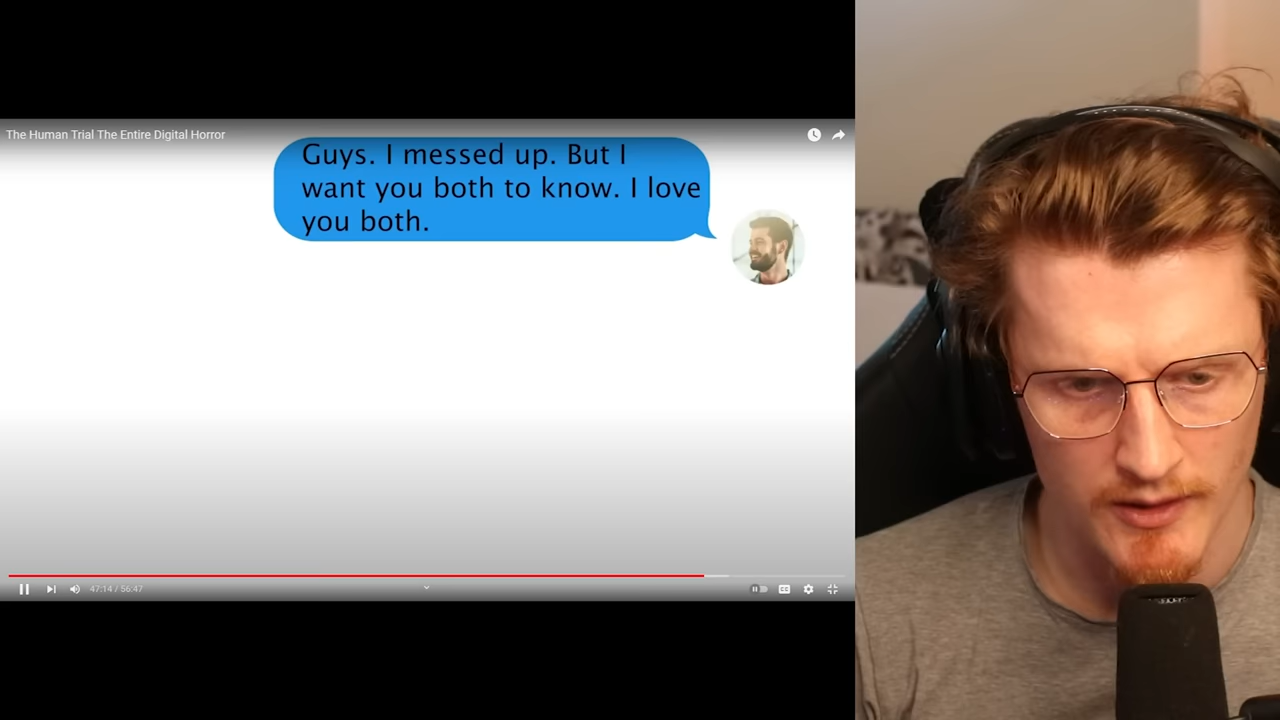 The Human Trial The Entire Digital Horror
Guys. I messed up. But I
want you both to know. I love
you both.
47:14 / 56:47